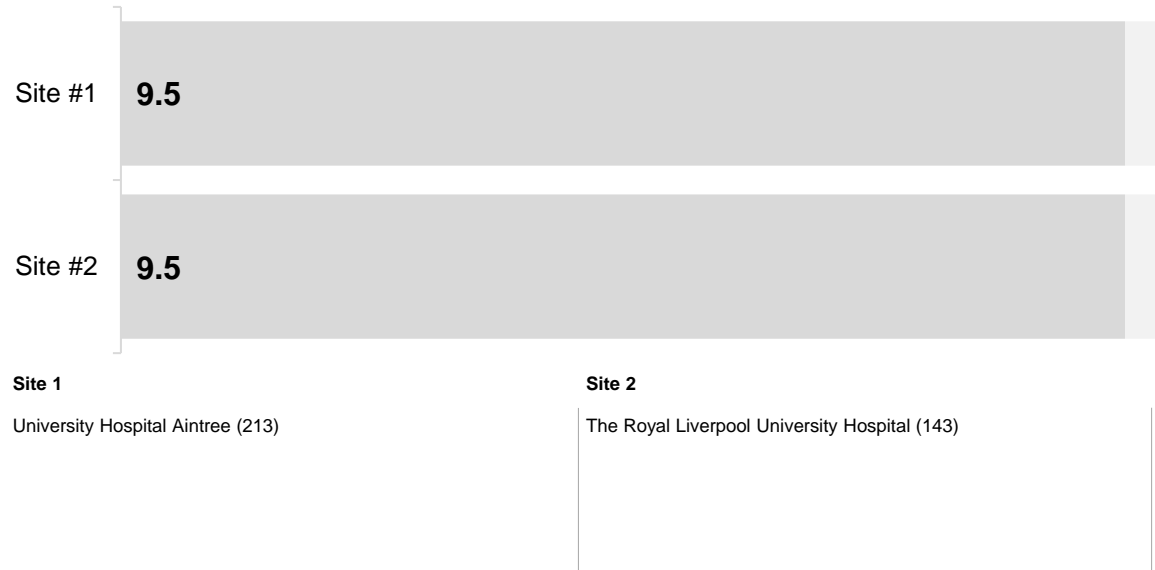 Site #1
9.5
Site #2
9.5
Site 1
Site 2
University Hospital Aintree (213)
The Royal Liverpool University Hospital (143)